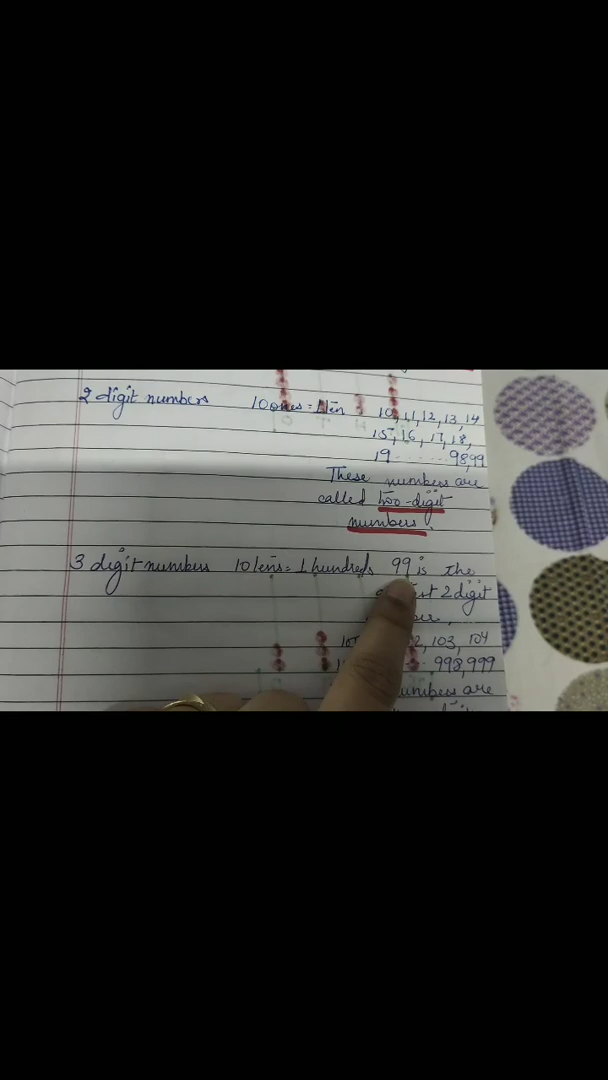 2 digit numbers 10 ones = 1 ten 10, 11, 12, 13, 14
15, 16, 17, 18,
19 ....... 98, 99
These numbers are
called two-digit
numbers.
3 digit numbers 10 tens = 1 hundreds 99 is the
2 digit
103, 104
998, 999
numbers are